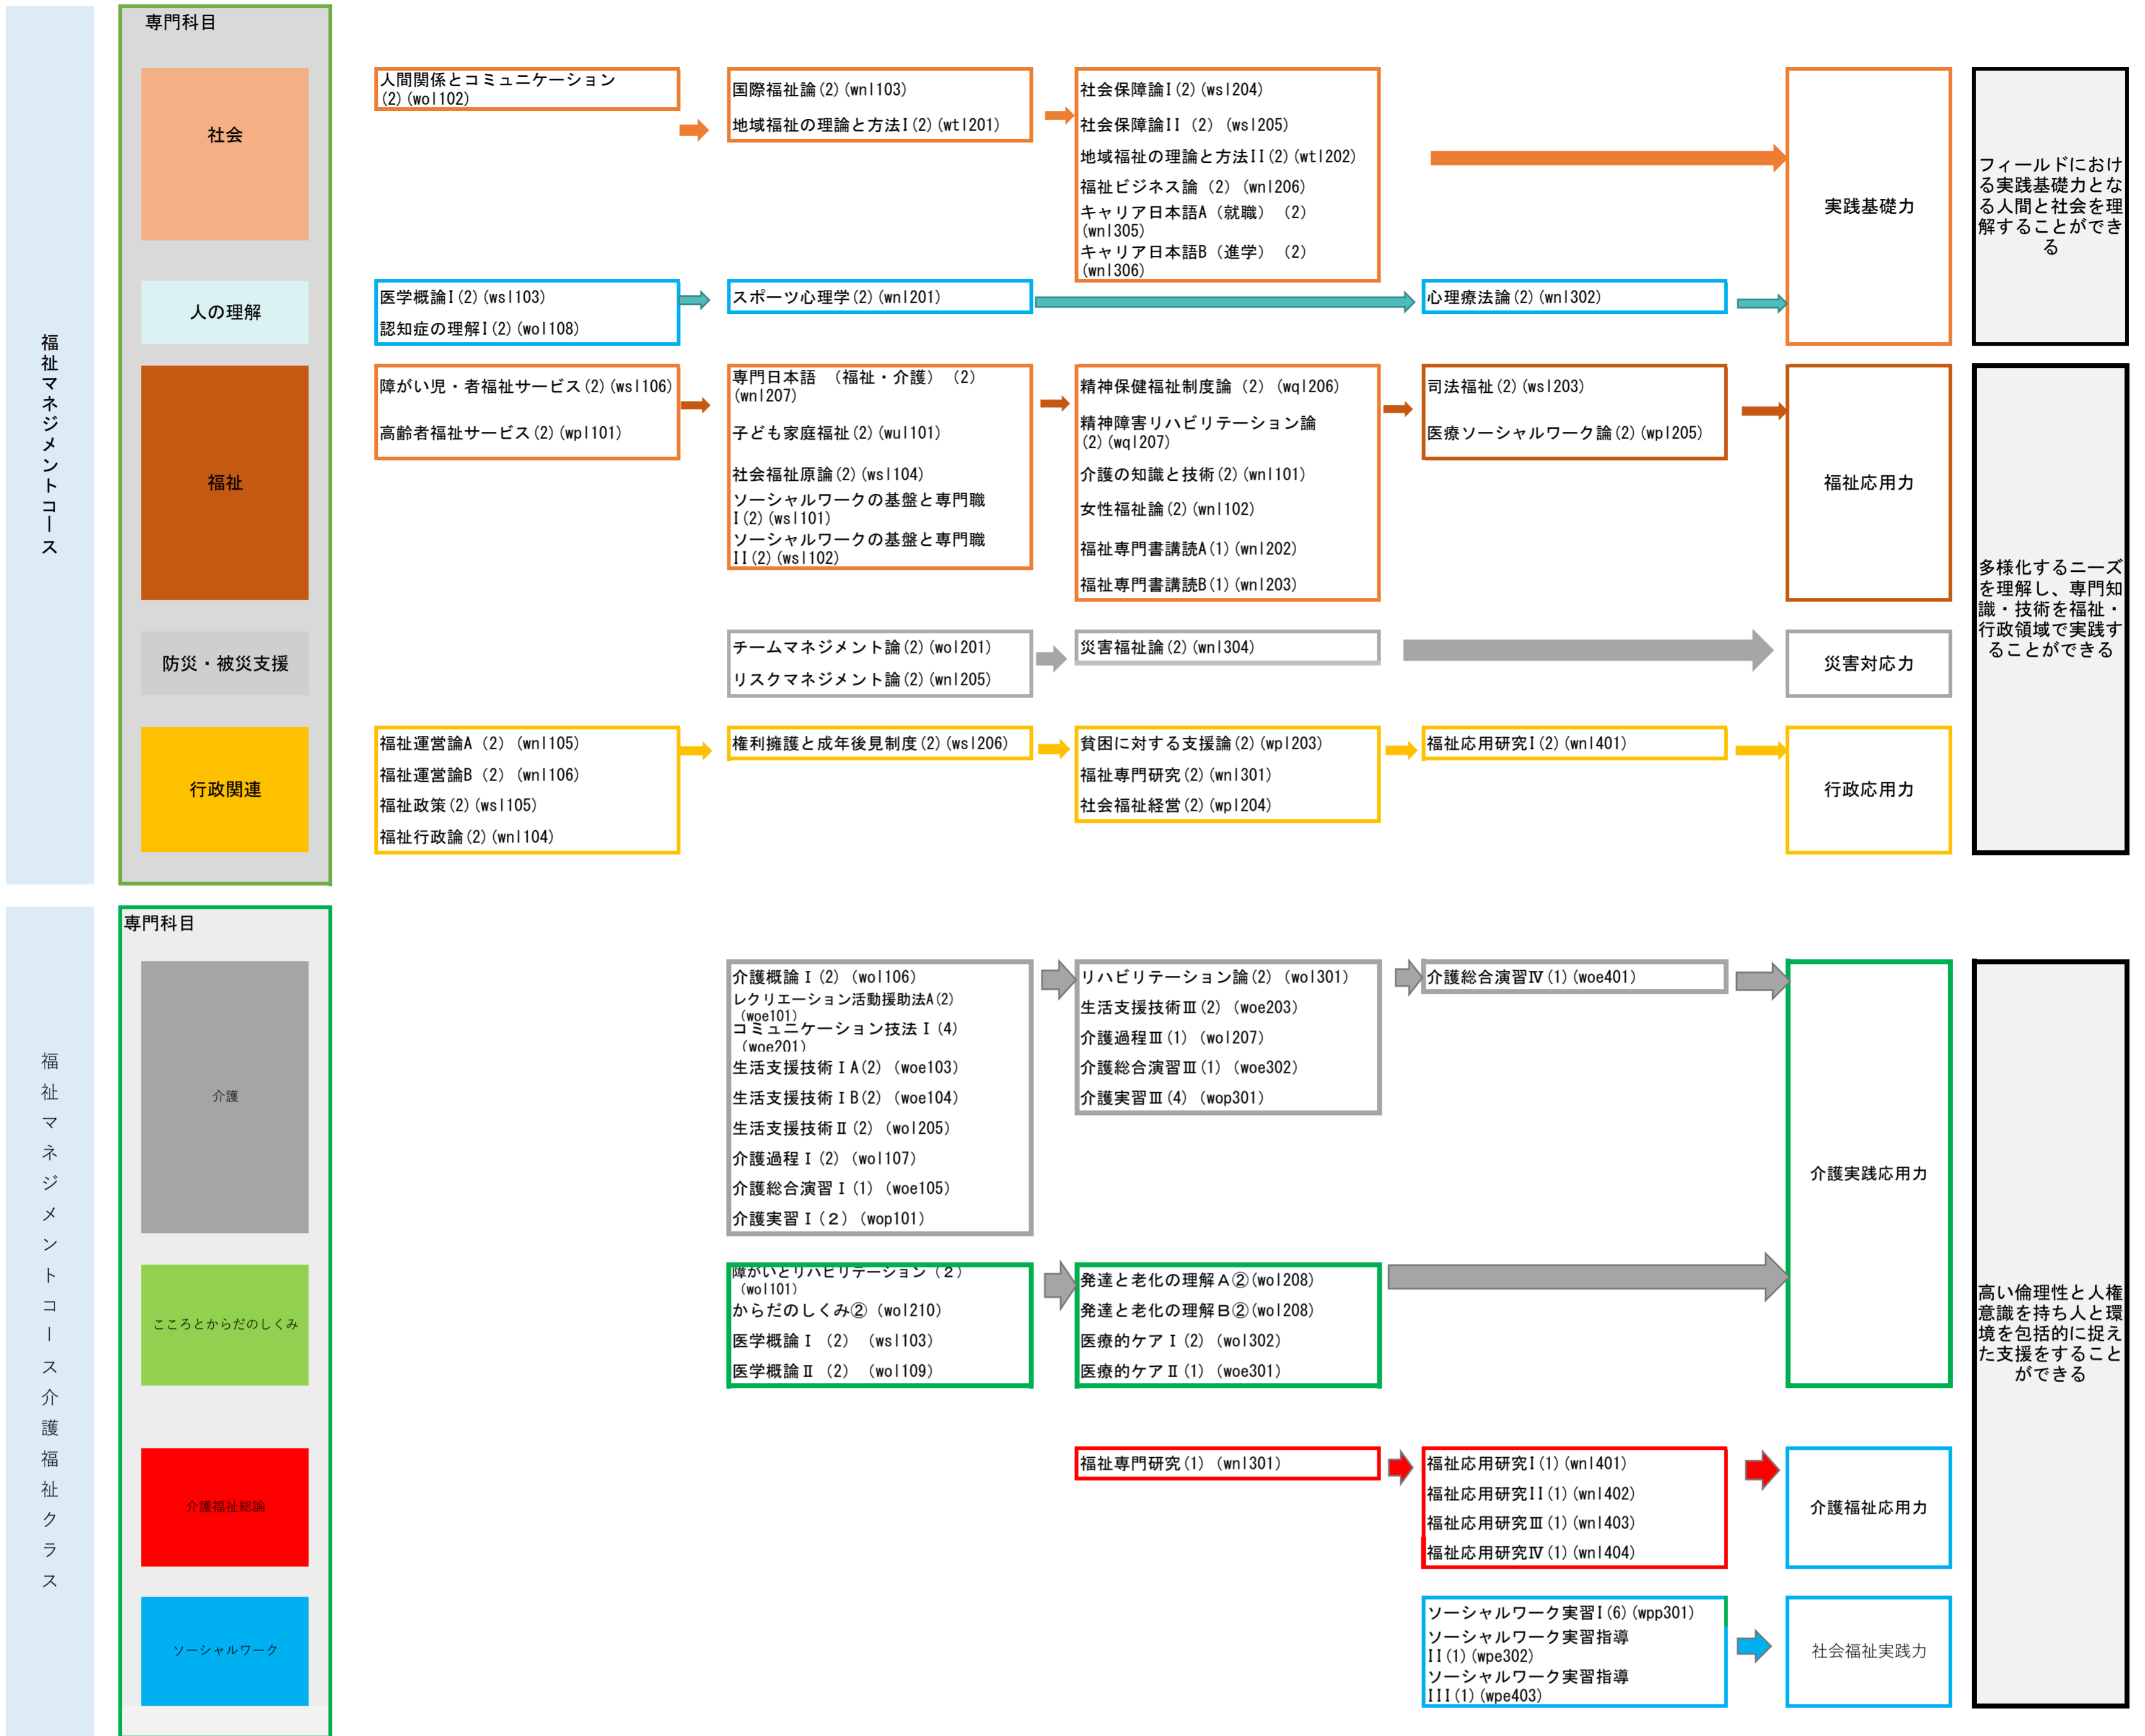 福祉マネジメントコース
専門科目
社会
人間関係とコミュニケーション
(2)(wol102)
国際福祉論(2)(wnl103)
地域福祉の理論と方法I(2)(wtl201)
社会保障論I(2)(wsl204)
社会保障論II（2）(wsl205)
地域福祉の理論と方法II(2)(wtl202)
福祉ビジネス論（2）(wnl206)
キャリア日本語A（就職）（2）
(wnl305)
キャリア日本語B（進学）（2）
(wnl306)
実践基礎力
フィールドにおけ
る実践基礎力とな
る人間と社会を理
解することができ
る
人の理解
医学概論I(2)(wsl103)
認知症の理解I(2)(wol108)
スポーツ心理学(2)(wnl201)
心理療法論(2)(wnl302)
福祉
障がい児・者福祉サービス(2)(wsl106)
高齢者福祉サービス(2)(wpl101)
専門日本語　（福祉・介護）（2）
(wnl207)
子ども家庭福祉(2)(wul101)
社会福祉原論(2)(wsl104)
ソーシャルワークの基盤と専門職
I(2)(wsl101)
ソーシャルワークの基盤と専門職
II(2)(wsl102)
精神保健福祉制度論（2）(wql206)
精神障害リハビリテーション論
(2)(wql207)
介護の知識と技術(2)(wnl101)
女性福祉論(2)(wnl102)
福祉専門書講読A(1)(wnl202)
福祉専門書講読B(1)(wnl203)
司法福祉(2)(wsl203)
医療ソーシャルワーク論(2)(wpl205)
福祉応用力
多様化するニーズ
を理解し、専門知
識・技術を福祉・
行政領域で実践す
ることができる
防災・被災支援
チームマネジメント論(2)(wol201)
リスクマネジメント論(2)(wnl205)
災害福祉論(2)(wnl304)
災害対応力
行政関連
福祉運営論A（2）(wnl105)
福祉運営論B（2）(wnl106)
福祉政策(2)(wsl105)
福祉行政論(2)(wnl104)
権利擁護と成年後見制度(2)(wsl206)
貧困に対する支援論(2)(wpl203)
福祉専門研究(2)(wnl301)
社会福祉経営(2)(wpl204)
福祉応用研究I(2)(wnl401)
行政応用力
福祉マネジメントコース介護福祉クラス
専門科目
介護
介護概論Ⅰ(2)（wol106）
レクリエーション活動援助法A(2)
（woe101）
コミュニケーション技法Ⅰ(4)
（woe201）
生活支援技術ⅠA(2)（woe103）
生活支援技術ⅠB(2)（woe104）
生活支援技術Ⅱ(2)（wol205）
介護過程Ⅰ(2)（wol107）
介護総合演習Ⅰ(1)（woe105）
介護実習Ⅰ(２)（wop101）
リハビリテーション論(2)（wol301）
生活支援技術Ⅲ(2)（woe203）
介護過程Ⅲ(1)（wol207）
介護総合演習Ⅲ(1)（woe302）
介護実習Ⅲ(4)（wop301）
介護総合演習Ⅳ(1)(woe401)
介護実践応用力
高い倫理性と人権
意識を持ち人と環
境を包括的に捉え
た支援をすること
ができる
こころとからだのしくみ
障がいとリハビリテーション（２）
（wol101）
からだのしくみ②（wol210）
医学概論Ⅰ（2）（wsl103）
医学概論Ⅱ（2）（wol109）
発達と老化の理解Ａ②(wol208)
発達と老化の理解Ｂ②(wol208)
医療的ケアⅠ(2)（wol302）
医療的ケアⅡ(1)（woe301）
介護福祉総論
福祉専門研究(1)（wnl301）
福祉応用研究I(1)(wnl401)
福祉応用研究II(1)(wnl402)
福祉応用研究Ⅲ(1)(wnl403)
福祉応用研究Ⅳ(1)(wnl404)
介護福祉応用力
ソーシャルワーク
ソーシャルワーク実習I(6)(wpp301)
ソーシャルワーク実習指導
II(1)(wpe302)
ソーシャルワーク実習指導
III(1)(wpe403)
社会福祉実践力